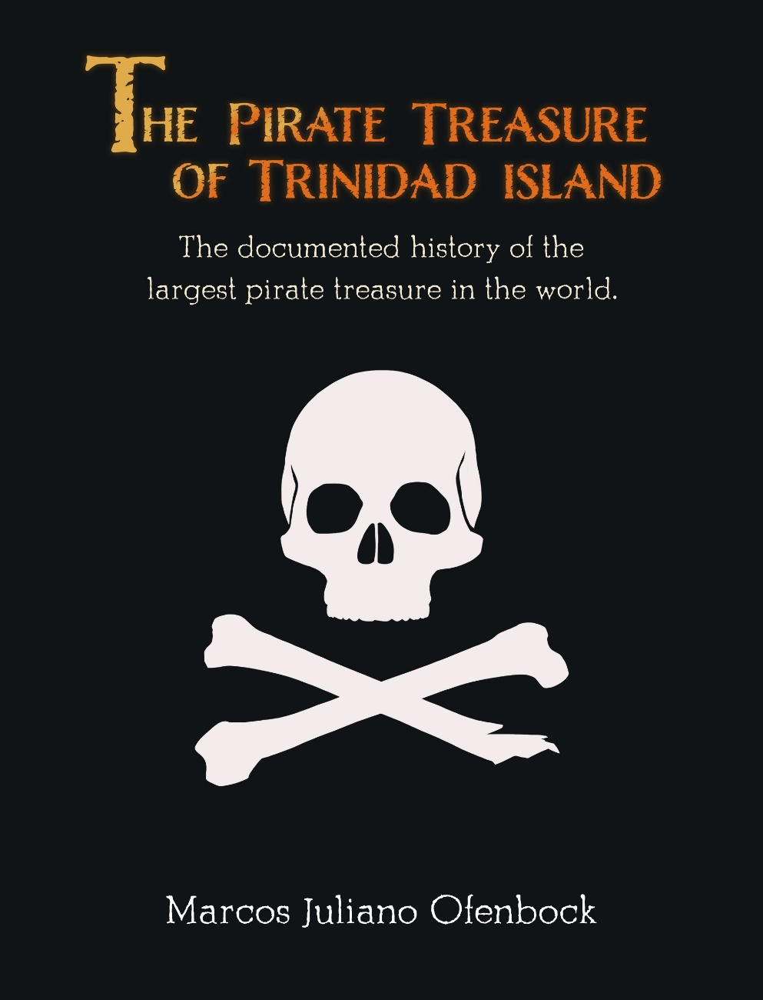 The Pirate Treasure
of Trinidad island
The documented history of the
largest pirate treasure in the world.
Marcos Juliano Ofenbock